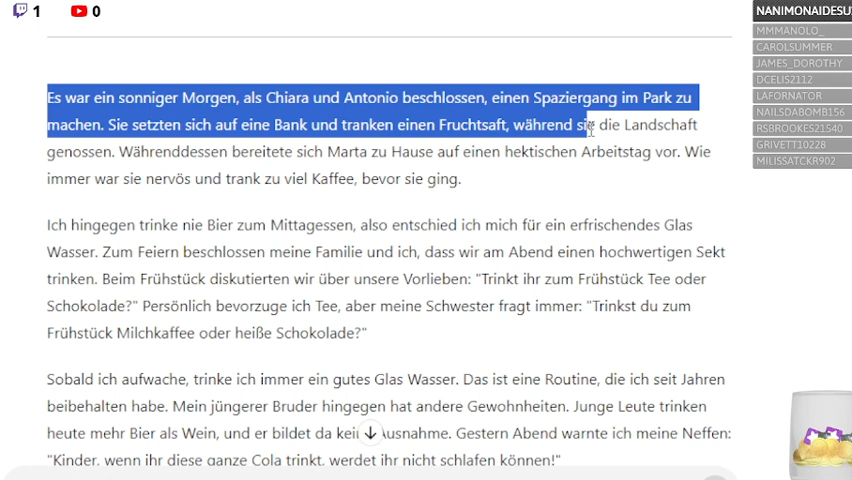 1
0
Es war ein sonniger Morgen, als Chiara und Antonio beschlossen, einen Spaziergang im Park zu
machen. Sie setzten sich auf eine Bank und tranken einen Fruchtsaft, während sie die Landschaft
genossen. Währenddessen bereitete sich Marta zu Hause auf einen hektischen Arbeitstag vor. Wie
immer war sie nervös und trank zu viel Kaffee, bevor sie ging.
Ich hingegen trinke nie Bier zum Mittagessen, also entschied ich mich für ein erfrischendes Glas
Wasser. Zum Feiern beschlossen meine Familie und ich, dass wir am Abend einen hochwertigen Sekt
trinken. Beim Frühstück diskutierten wir über unsere Vorlieben: "Trinkt ihr zum Frühstück Tee oder
Schokolade?" Persönlich bevorzuge ich Tee, aber meine Schwester fragt immer: "Trinkst du zum
Frühstück Milchkaffee oder heiße Schokolade?"
Sobald ich aufwache, trinke ich immer ein gutes Glas Wasser. Das ist eine Routine, die ich seit Jahren
beibehalten habe. Mein jüngerer Bruder hingegen hat andere Gewohnheiten. Junge Leute trinken
heute mehr Bier als Wein, und er bildet da Ausnahme. Gestern Abend warnte ich meine Neffen:
"Kinder, wenn ihr diese ganze Cola trinkt, werdet ihr nicht schlafen können!"
NANIMONAIDESU
MMMANOLO_
CAROLSUMMER
JAMES_DOROTHY
DCELIS2112
LAFORNATOR
NAILSDABOMB156
RSBROOKES21540
GRIVETT10228
MILISSATCKR902